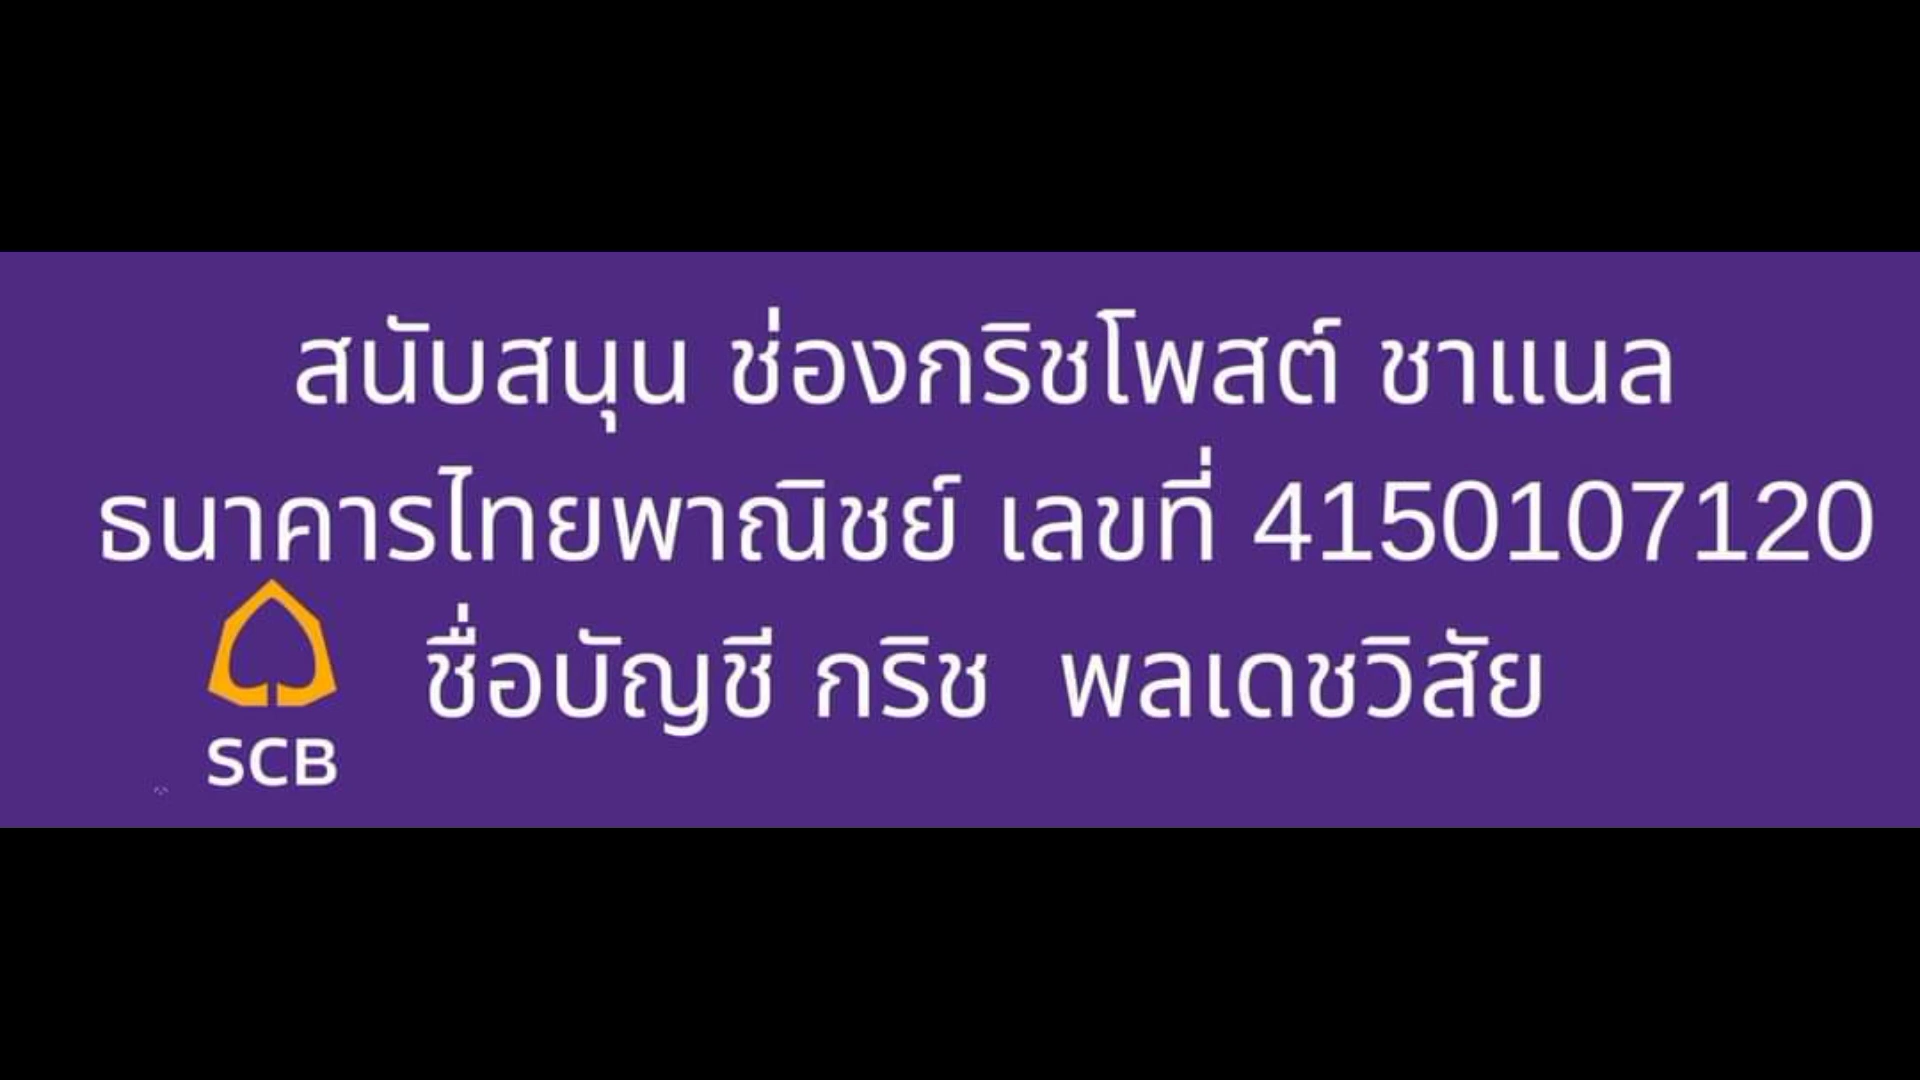 สนับสนุน ช่องกริชโพสต์ ชาแนล
ธนาคารไทยพาณิชย์ เลขที่ 4150107120
ชื่อบัญชี กริช  พลเดชวิสัย
SCB